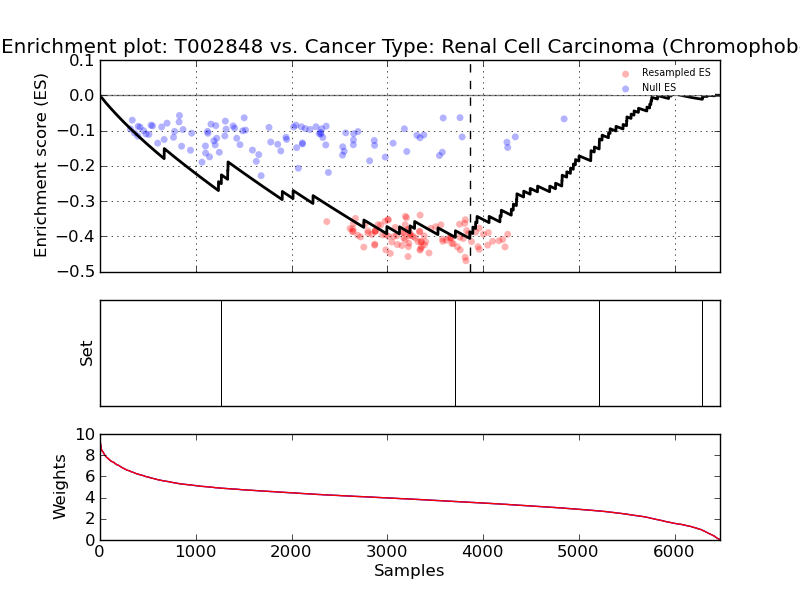 Enrichment plot: T002848 vs. Cancer Type: Renal Cell Carcinoma (Chromophob
0.1
0.0
−0.1
−0.2
−0.3
−0.4
−0.5
Enrichment score (ES)
Resampled ES
Null ES
Set
10
8
6
4
2
0
Weights
0 1000 2000 3000 4000 5000 6000
Samples